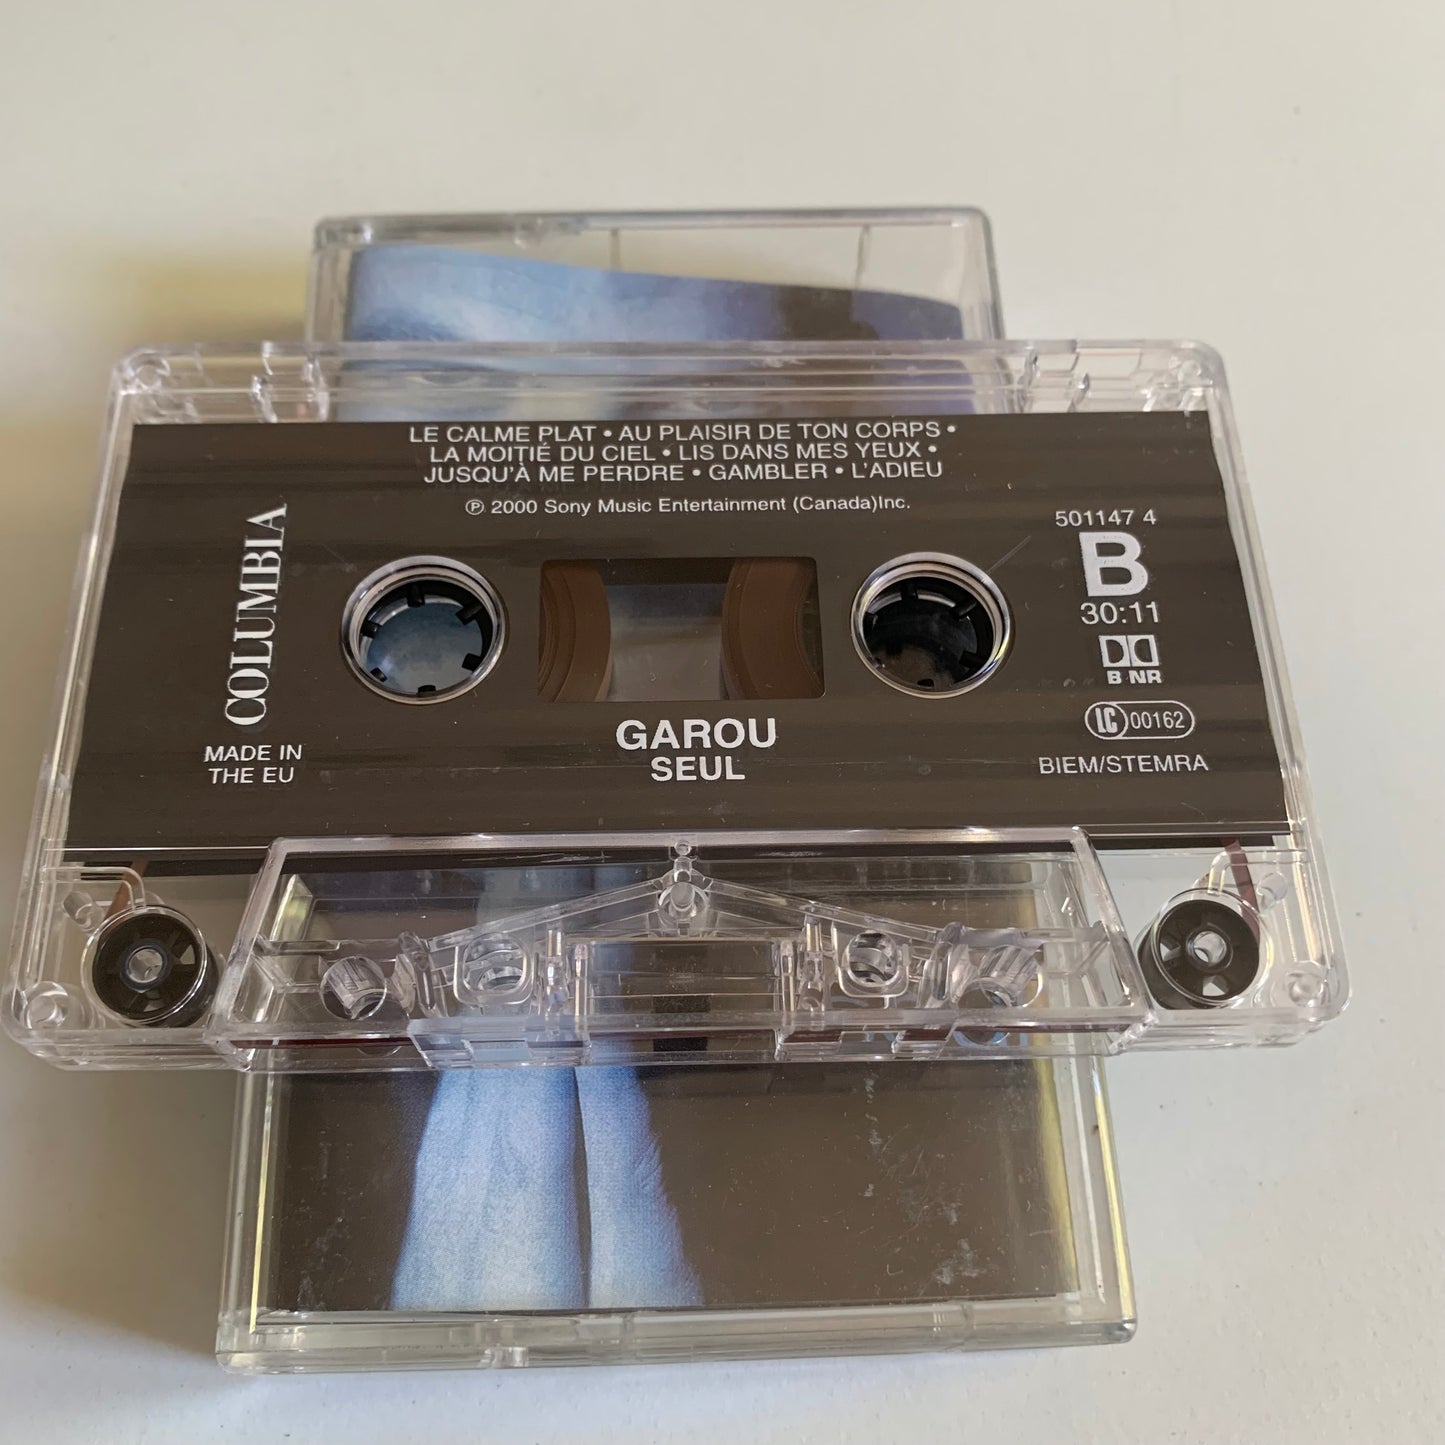 LE CALME PLAT • AU PLAISIR DE TON CORPS •
LA MOITIÉ DU CIEL • LIS DANS MES YEUX •
JUSQU'À ME PERDRE • GAMBLER • L'ADIEU
℗ 2000 Sony Music Entertainment (Canada)Inc.
COLUMBIA
MADE IN
THE EU
GAROU
SEUL
501147 4
B
30:11
B NR
IC 00162
BIEM/STEMRA